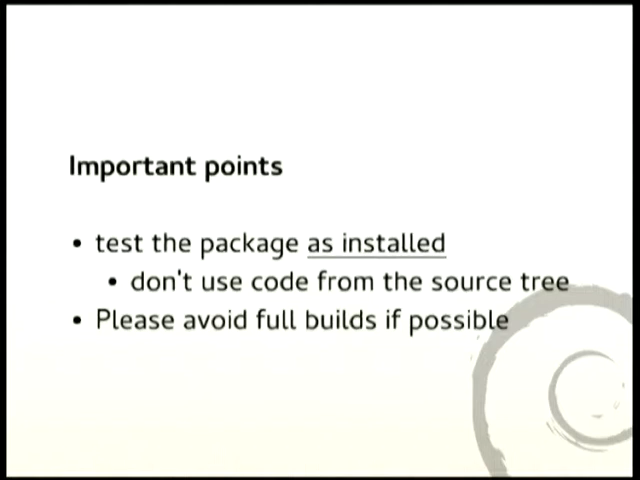 Important points
• test the package as installed
• don't use code from the source tree
• Please avoid full builds if possible